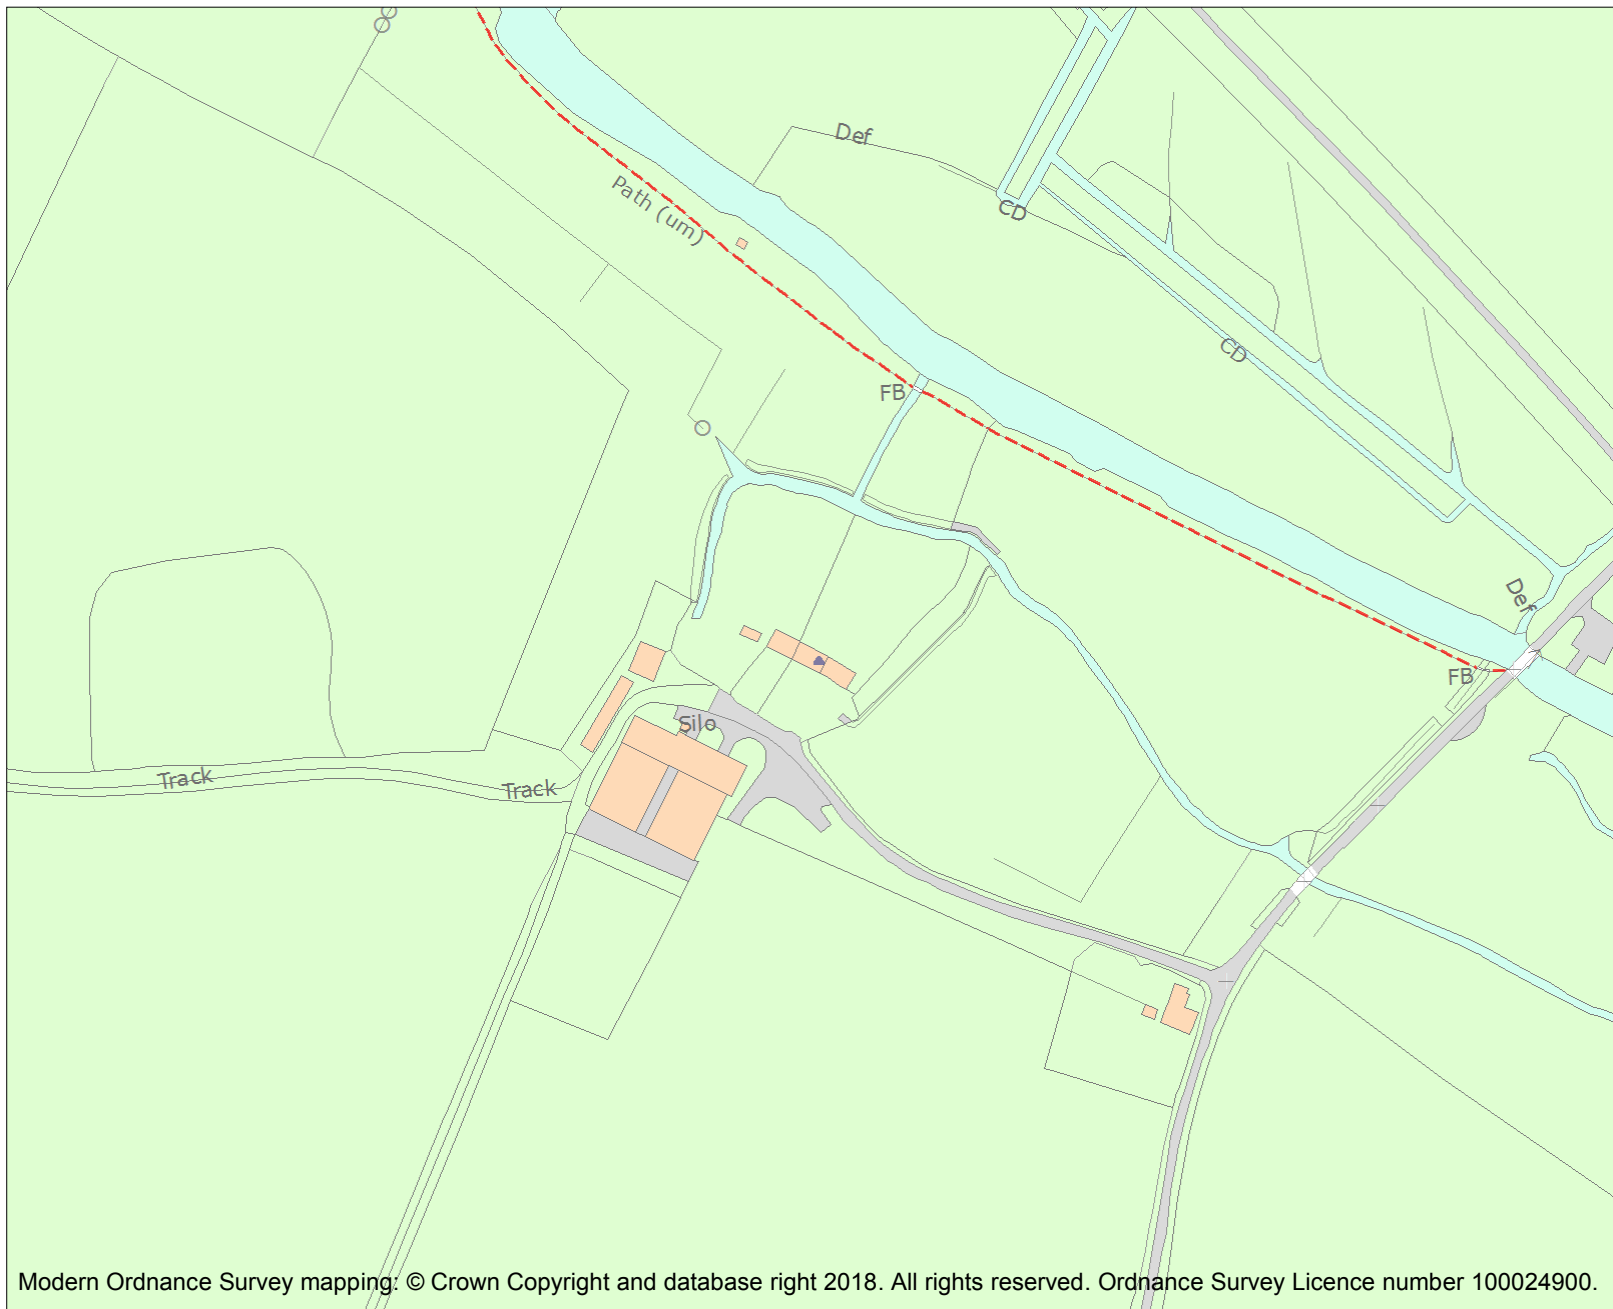 Def
Path (um)
CD
CD
FB
Def
FB
Silo
Track
Track
Modern Ordnance Survey mapping: © Crown Copyright and database right 2018. All rights reserved. Ordnance Survey Licence number 100024900.